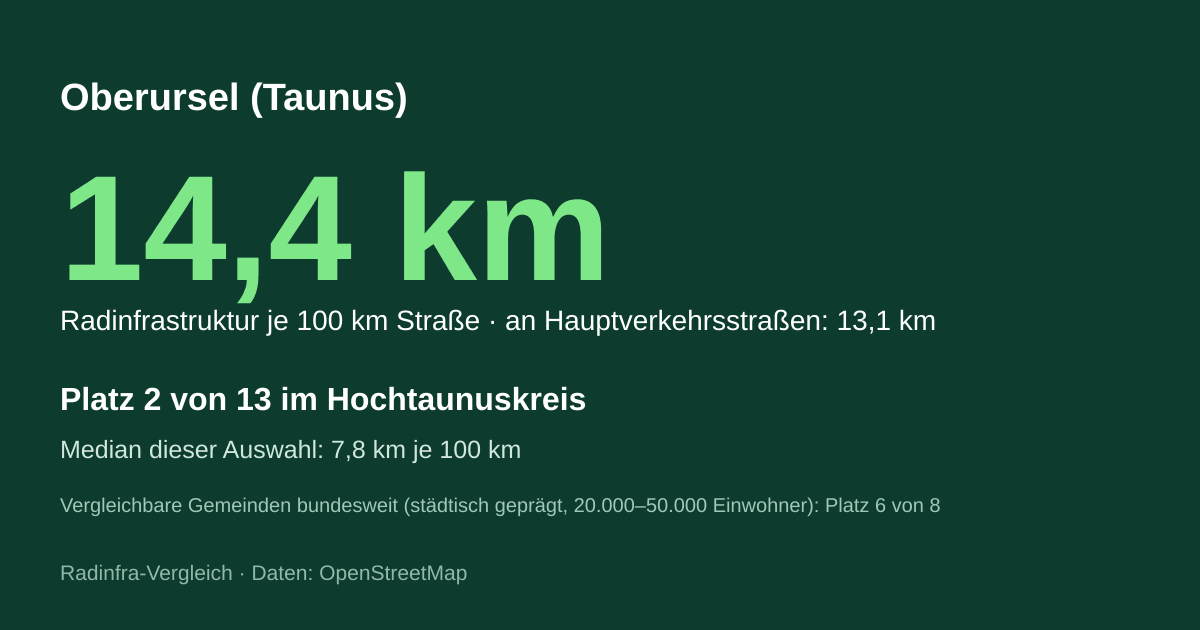 Oberursel (Taunus)
14,4 km
Radinfrastruktur je 100 km Straße · an Hauptverkehrsstraßen: 13,1 km
Platz 2 von 13 im Hochtaunuskreis
Median dieser Auswahl: 7,8 km je 100 km
Vergleichbare Gemeinden bundesweit (städtisch geprägt, 20.000–50.000 Einwohner): Platz 6 von 8
Radinfra-Vergleich · Daten: OpenStreetMap